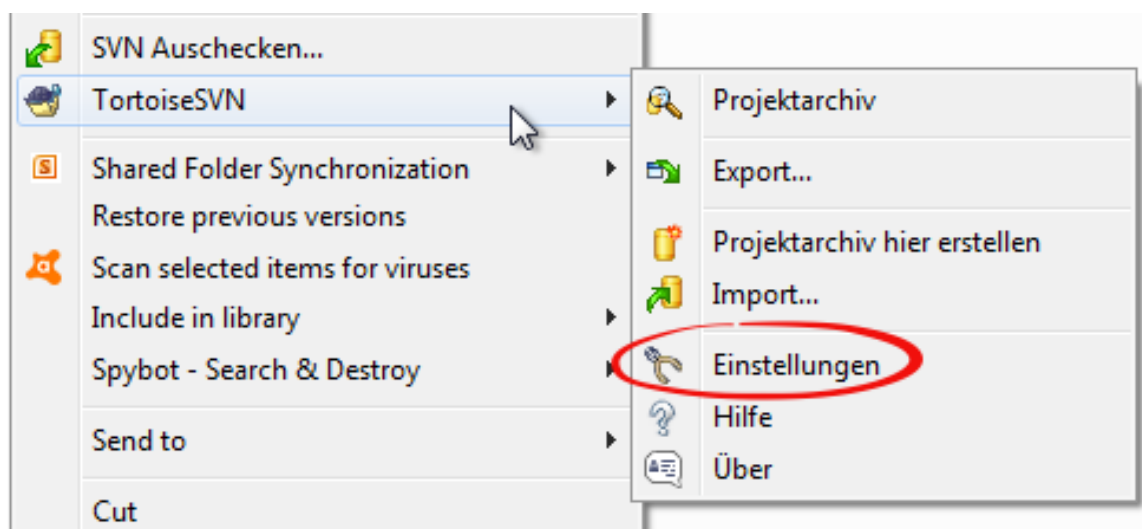 SVN Auschecken...
TortoiseSVN
Shared Folder Synchronization
Restore previous versions
Scan selected items for viruses
Include in library
Spybot - Search & Destroy
Send to
Cut
Projektarchiv
Export...
Projektarchiv hier erstellen
Import...
Einstellungen
Hilfe
Über